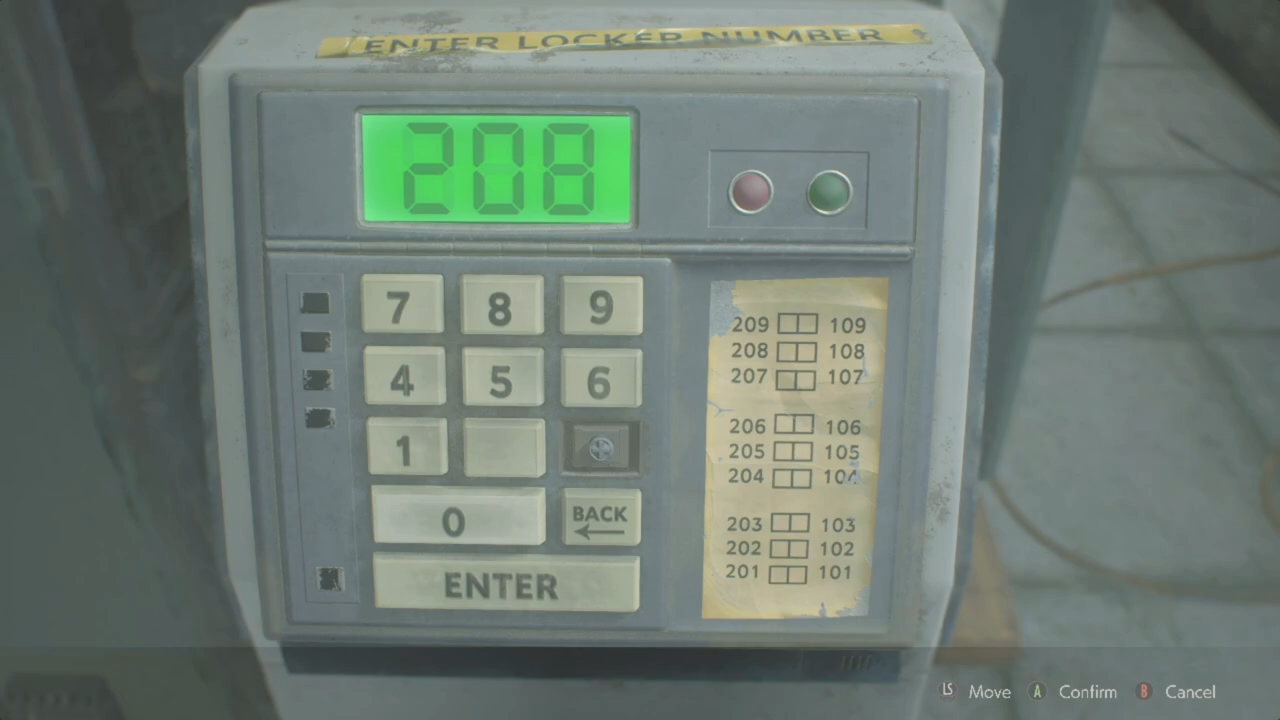 ENTER LOCKER NUMBER
208
7 8 9
4 5 6
1
0 BACK
ENTER
209 109
208 108
207 107
206 106
205 105
204 104
203 103
202 102
201 101
LS Move A Confirm B Cancel